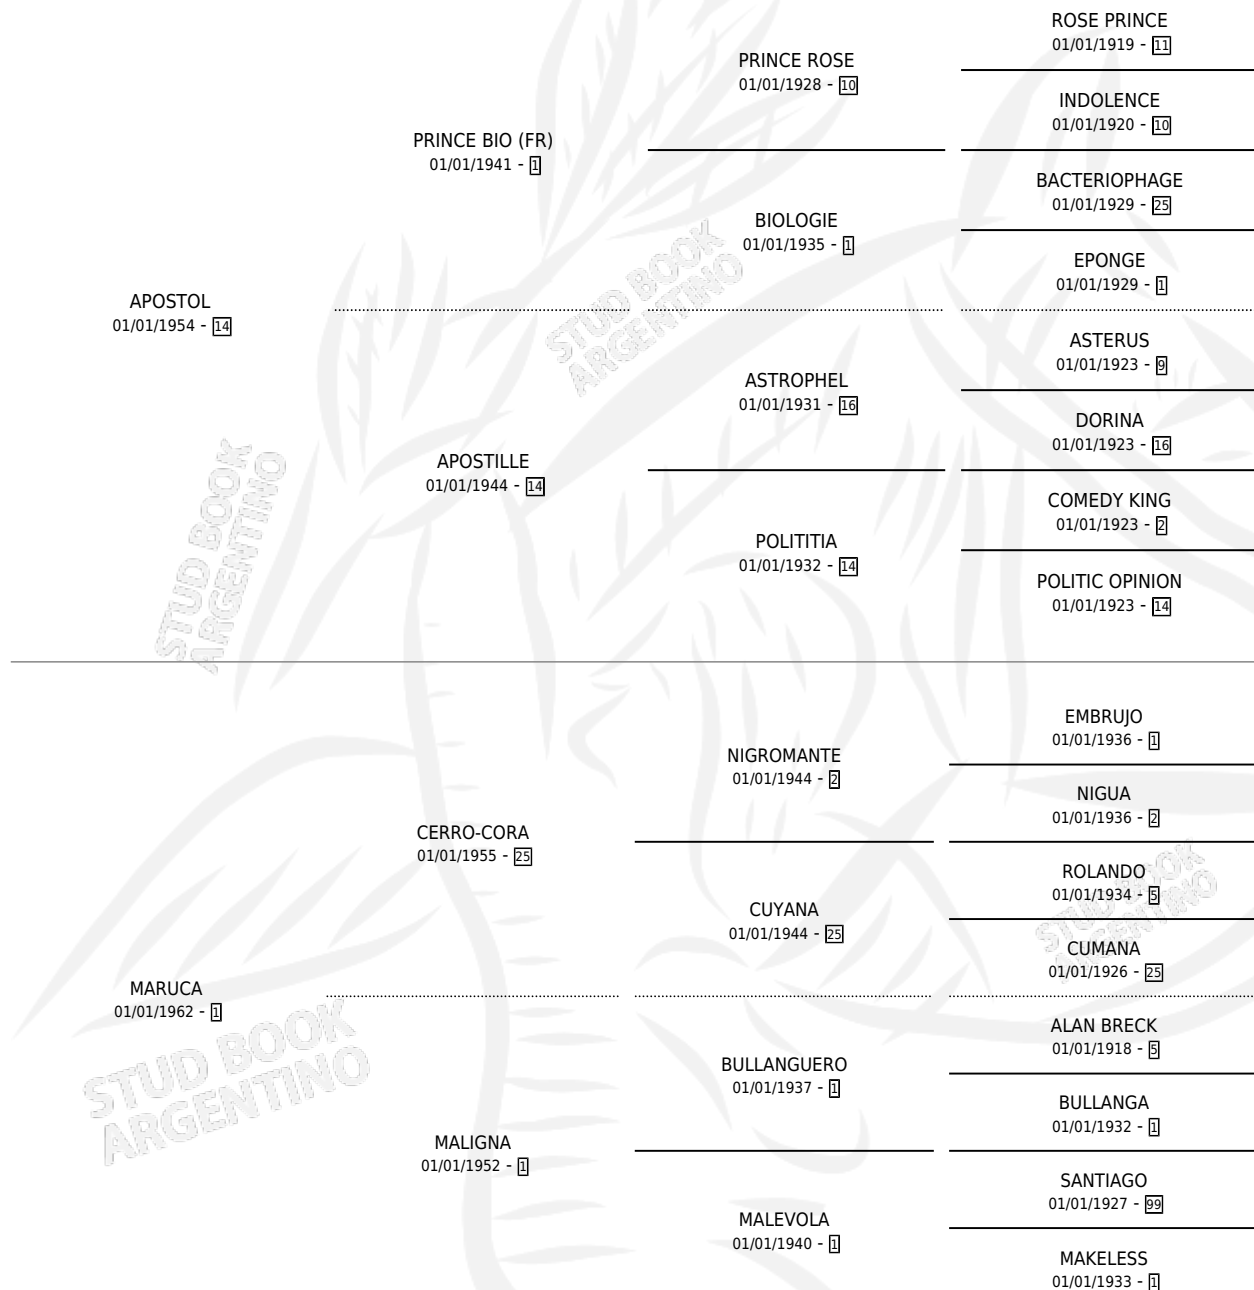 ROSE PRINCE
01/01/1919 - 11
PRINCE ROSE
01/01/1928 - 10
INDOLENCE
01/01/1920 - 10
PRINCE BIO (FR)
01/01/1941 - 1
BACTERIOPHAGE
01/01/1929 - 25
BIOLOGIE
01/01/1935 - 1
EPONGE
01/01/1929 - 1
APOSTOL
01/01/1954 - 14
ASTERUS
01/01/1923 - 9
ASTROPHEL
01/01/1931 - 16
DORINA
01/01/1923 - 16
APOSTILLE
01/01/1944 - 14
COMEDY KING
01/01/1923 - 2
POLITITIA
01/01/1932 - 14
POLITIC OPINION
01/01/1923 - 14
EMBRUJO
01/01/1936 - 1
NIGROMANTE
01/01/1944 - 2
NIGUA
01/01/1936 - 2
CERRO-CORA
01/01/1955 - 25
ROLANDO
01/01/1934 - 5
CUYANA
01/01/1944 - 25
CUMANA
01/01/1926 - 25
MARUCA
01/01/1962 - 1
ALAN BRECK
01/01/1918 - 5
BULLANGUERO
01/01/1937 - 1
BULLANGA
01/01/1932 - 1
MALIGNA
01/01/1952 - 1
SANTIAGO
01/01/1927 - 99
MALEVOLA
01/01/1940 - 1
MAKELESS
01/01/1933 - 1
STUD BOOK
ARGENTINO
STUD BOOK
ARGENTINO
STUD BOOK
ARGENTINO
STUD BOOK
ARGENTINO